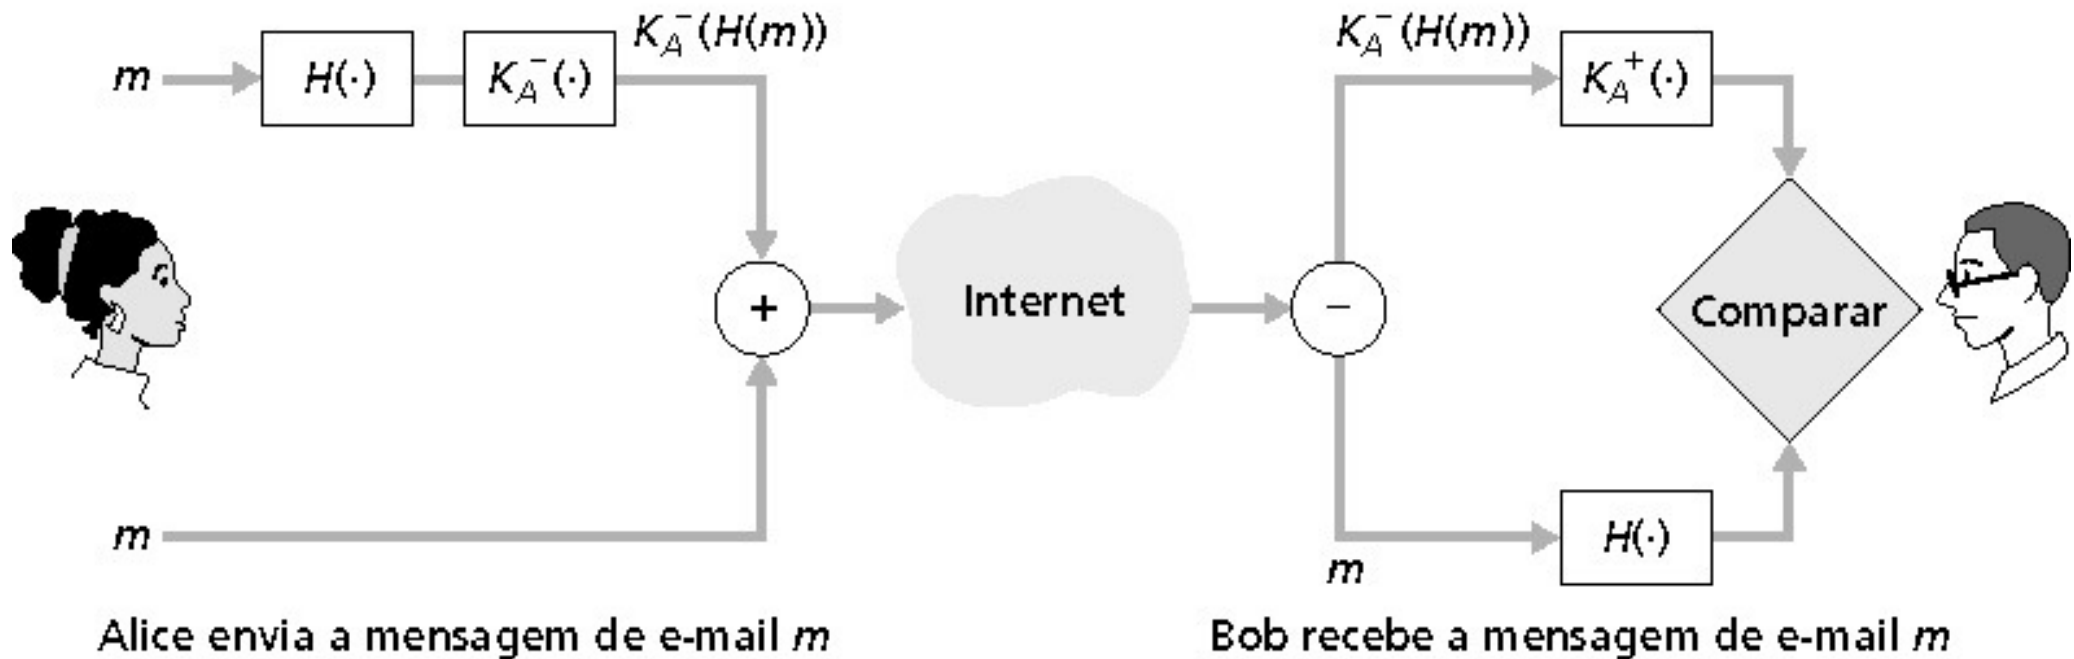 m
H(·)
K_A^-(·)
K_A^-(H(m))
+
m
Alice envia a mensagem de e-mail m
Internet
–
K_A^-(H(m))
K_A^+(·)
Comparar
m
H(·)
Bob recebe a mensagem de e-mail m